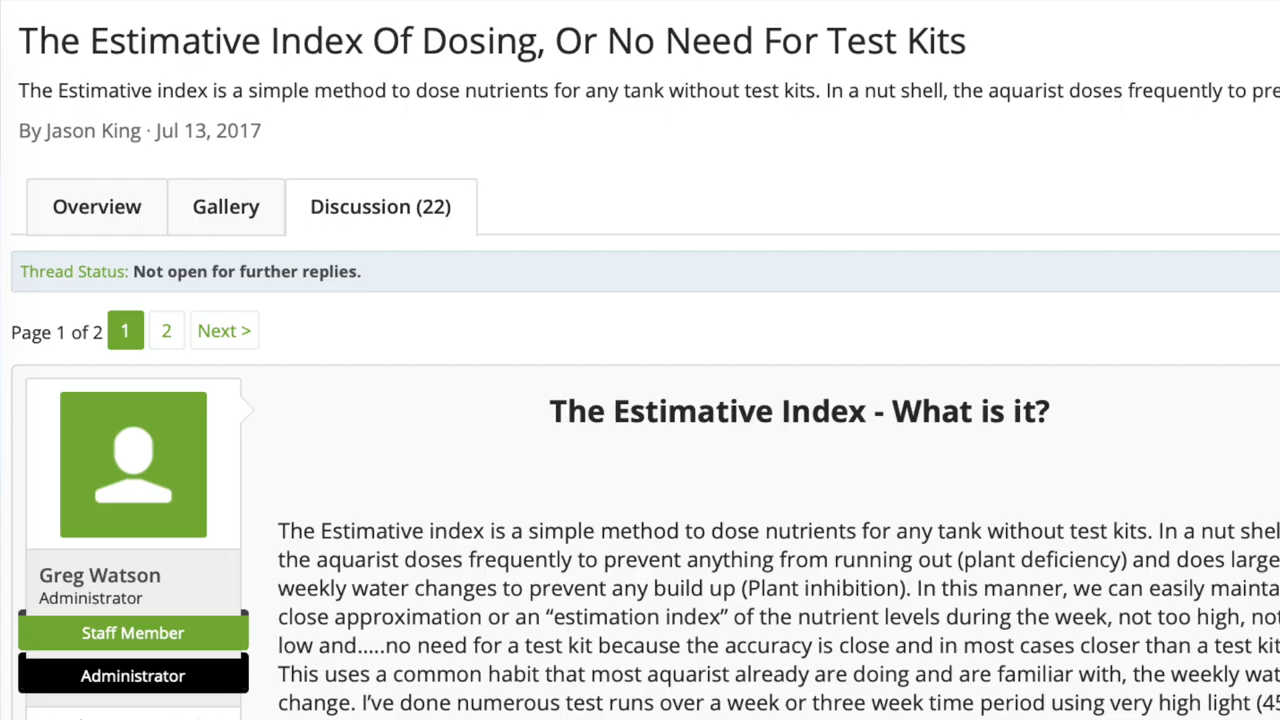 The Estimative Index Of Dosing, Or No Need For Test Kits
The Estimative index is a simple method to dose nutrients for any tank without test kits. In a nut shell, the aquarist doses frequently to pre
By Jason King · Jul 13, 2017
Overview Gallery Discussion (22)
Thread Status: Not open for further replies.
Page 1 of 2 1 2 Next >
The Estimative Index - What is it?
The Estimative index is a simple method to dose nutrients for any tank without test kits. In a nut shel
the aquarist doses frequently to prevent anything from running out (plant deficiency) and does large
weekly water changes to prevent any build up (Plant inhibition). In this manner, we can easily mainta
close approximation or an “estimation index” of the nutrient levels during the week, not too high, not
low and.....no need for a test kit because the accuracy is close and in most cases closer than a test kit
This uses a common habit that most aquarist already are doing and are familiar with, the weekly wat
change. I’ve done numerous test runs over a week or three week time period using very high light (45
Greg Watson
Administrator
Staff Member
Administrator